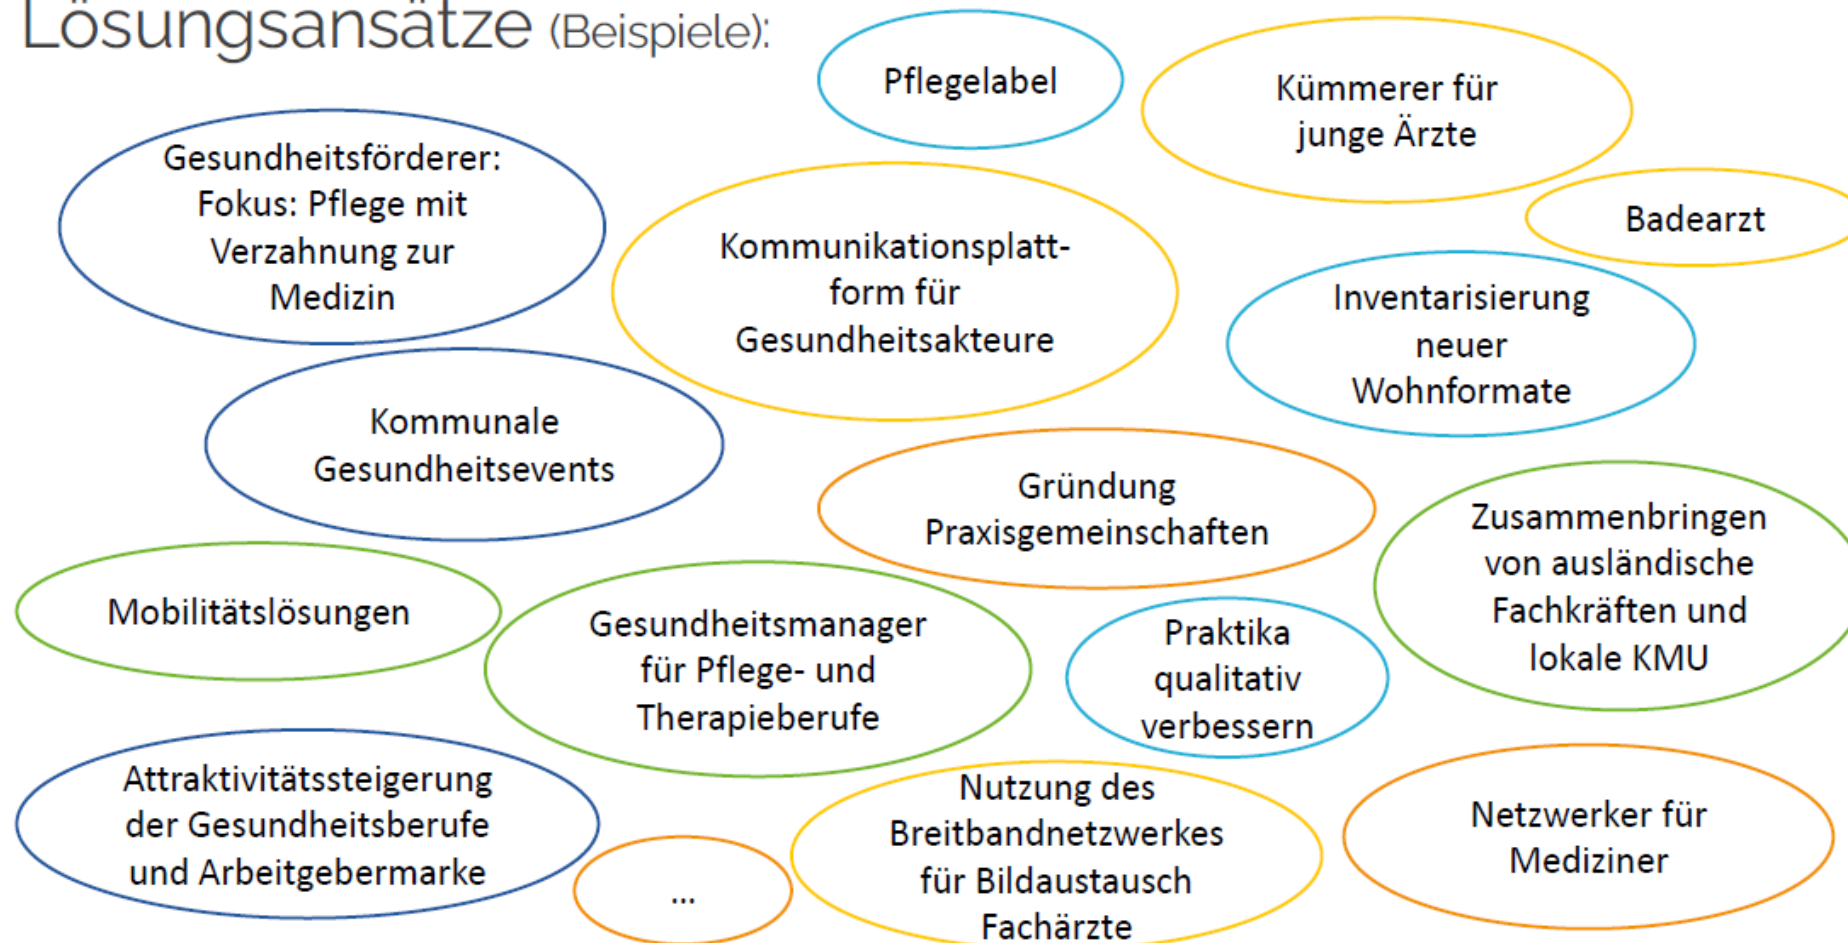 Lösungsansätze (Beispiele):
Pflegelabel
Kümmerer für
junge Ärzte
Gesundheitsförderer:
Fokus: Pflege mit
Verzahnung zur
Medizin
Badearzt
Kommunikationsplatt-
form für
Gesundheitsakteure
Inventarisierung
neuer
Wohnformate
Kommunale
Gesundheitsevents
Gründung
Praxisgemeinschaften
Zusammenbringen
von ausländische
Fachkräften und
lokale KMU
Mobilitätslösungen
Gesundheitsmanager
für Pflege- und
Therapieberufe
Praktika
qualitativ
verbessern
Attraktivitätssteigerung
der Gesundheitsberufe
und Arbeitgebermarke
...
Nutzung des
Breitbandnetzwerkes
für Bildaustausch
Fachärzte
Netzwerker für
Mediziner